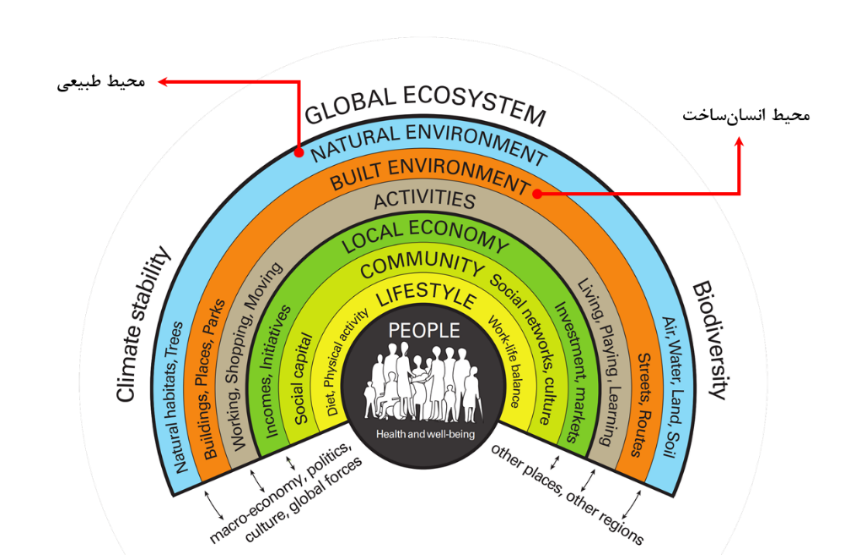 محیط طبیعی
محیط انسان‌ساخت
GLOBAL ECOSYSTEM
Climate stability
Biodiversity
NATURAL ENVIRONMENT
Natural habitats, Trees
Air, Water, Land, Soil
BUILT ENVIRONMENT
Buildings, Places, Parks
Streets, Routes
ACTIVITIES
Working, Shopping, Moving
Living, Playing, Learning
LOCAL ECONOMY
Incomes, Initiatives
Investment, markets
COMMUNITY
Social capital
Social networks, culture
LIFESTYLE
Diet, Physical activity
Work-life balance
PEOPLE
Health and well-being
macro-economy, politics,
culture, global forces
other places, other regions